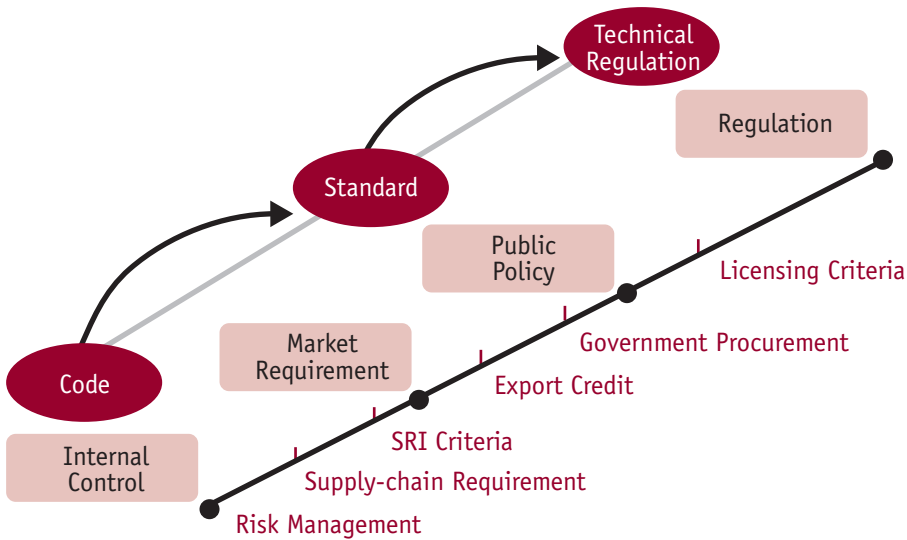 Technical
Regulation
Regulation
Standard
Public
Policy
Licensing Criteria
Market
Requirement
Government Procurement
Code
Export Credit
SRI Criteria
Internal
Control
Supply-chain Requirement
Risk Management